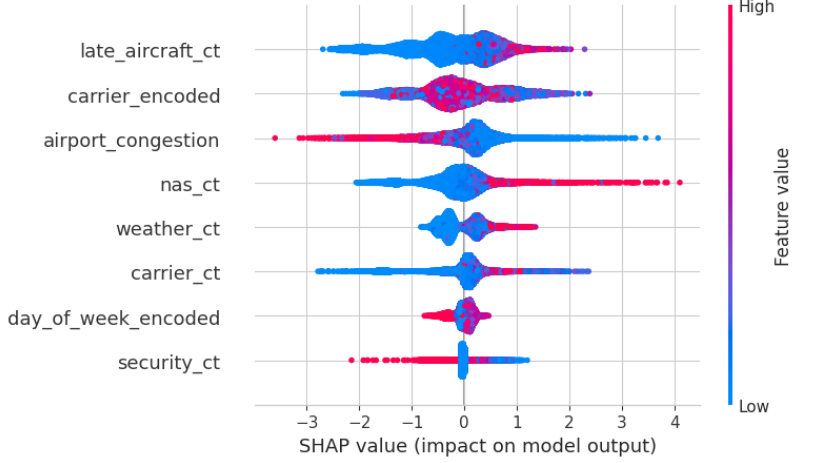 High
late_aircraft_ct
carrier_encoded
airport_congestion
nas_ct
weather_ct
carrier_ct
day_of_week_encoded
security_ct
Feature value
Low
−3 −2 −1 0 1 2 3 4
SHAP value (impact on model output)